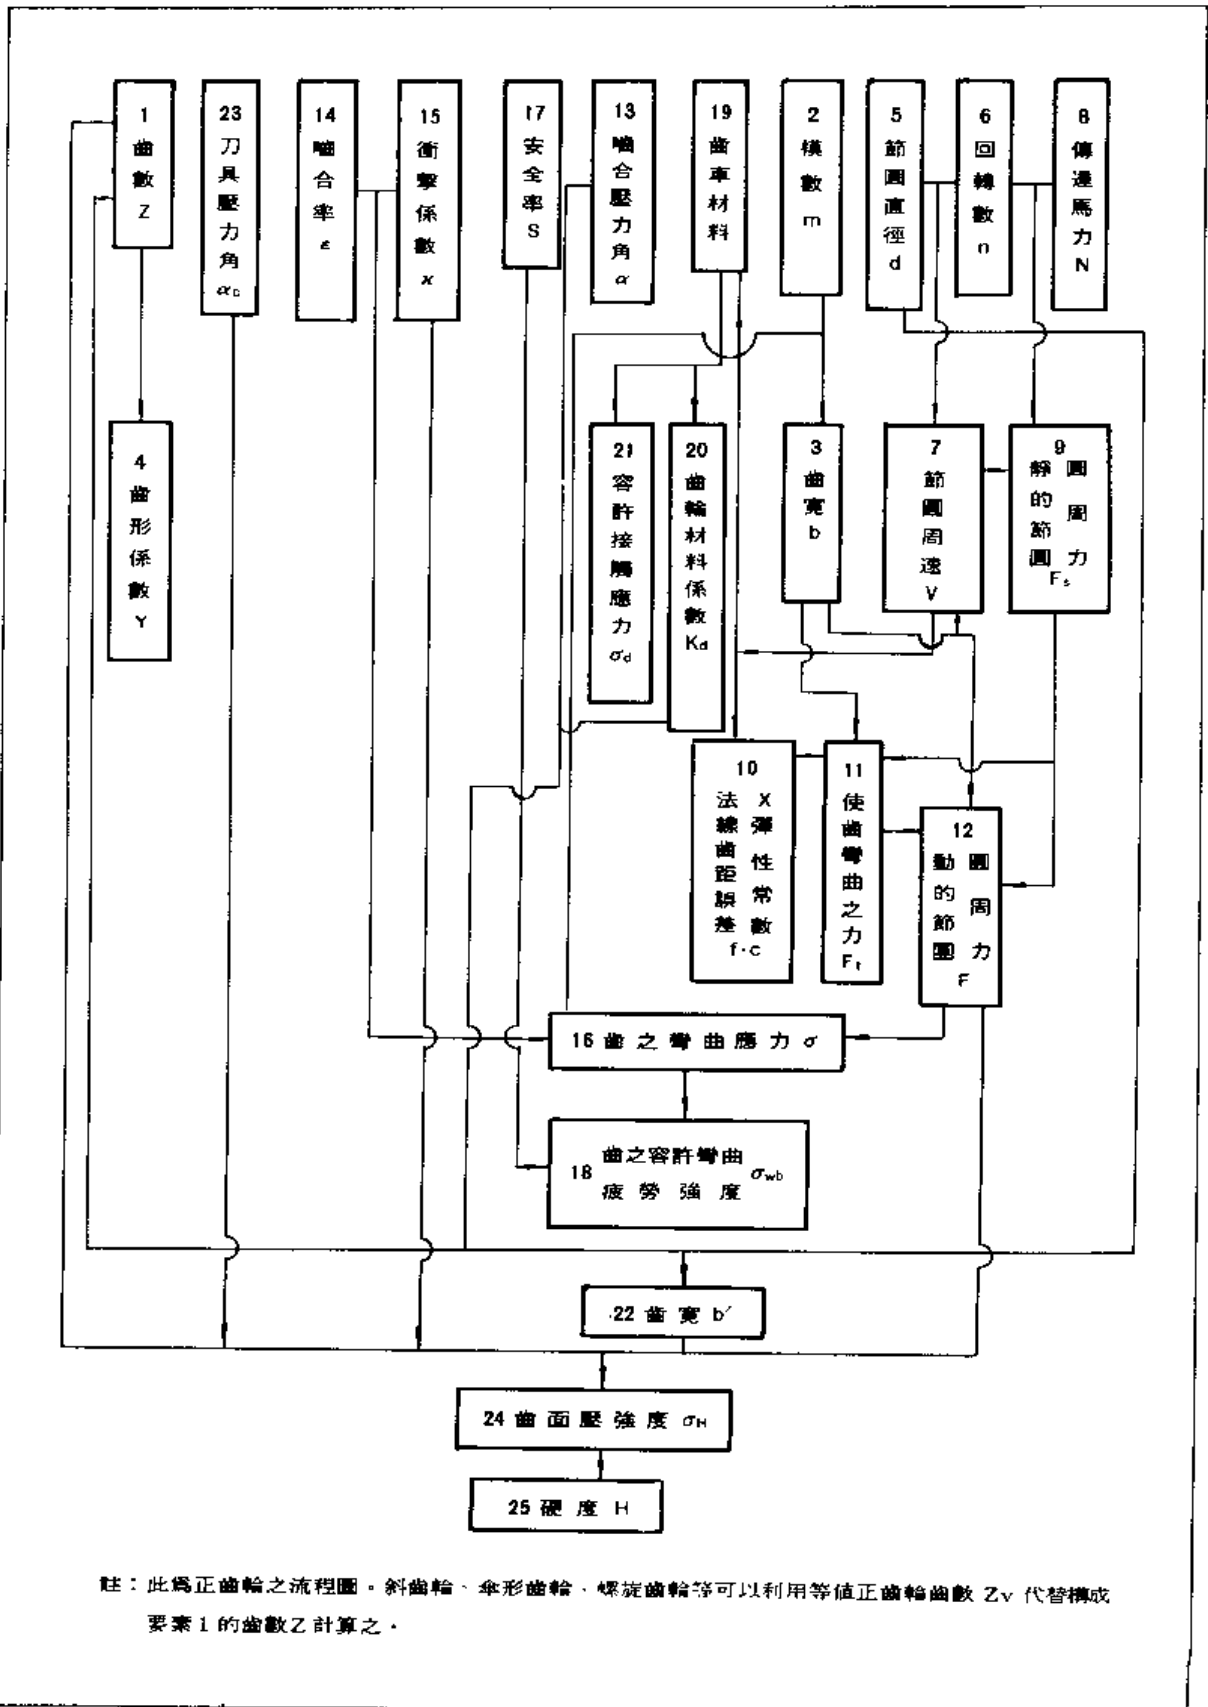 1 齒數 Z
23 刀具壓力角 α₀
14 嚙合率 ε
15 衝擊係數 κ
17 安全率 S
13 嚙合壓力角 α
19 齒車材料
2 模數 m
5 節圓直徑 d
6 回轉數 n
8 傳達馬力 N
4 齒形係數 Y
21 容許接觸應力 σd
20 齒輪材料係數 Kd
3 齒寬 b
7 節圓周速 V
9 靜的節圓圓周力 Fs
10 法線齒距誤差X彈性常數 f·c
11 使齒彎曲之力 Ft
12 動的節圓圓周力 F
16 齒之彎曲應力 σ
18 齒之容許彎曲疲勞強度 σwb
22 齒寬 b′
24 齒面壓強度 σH
25 硬度 H
註：此爲正齒輪之流程圖。斜齒輪、傘形齒輪、螺旋齒輪等可以利用等値正齒輪齒數 Zv 代替構成
要素1的齒數Z計算之。